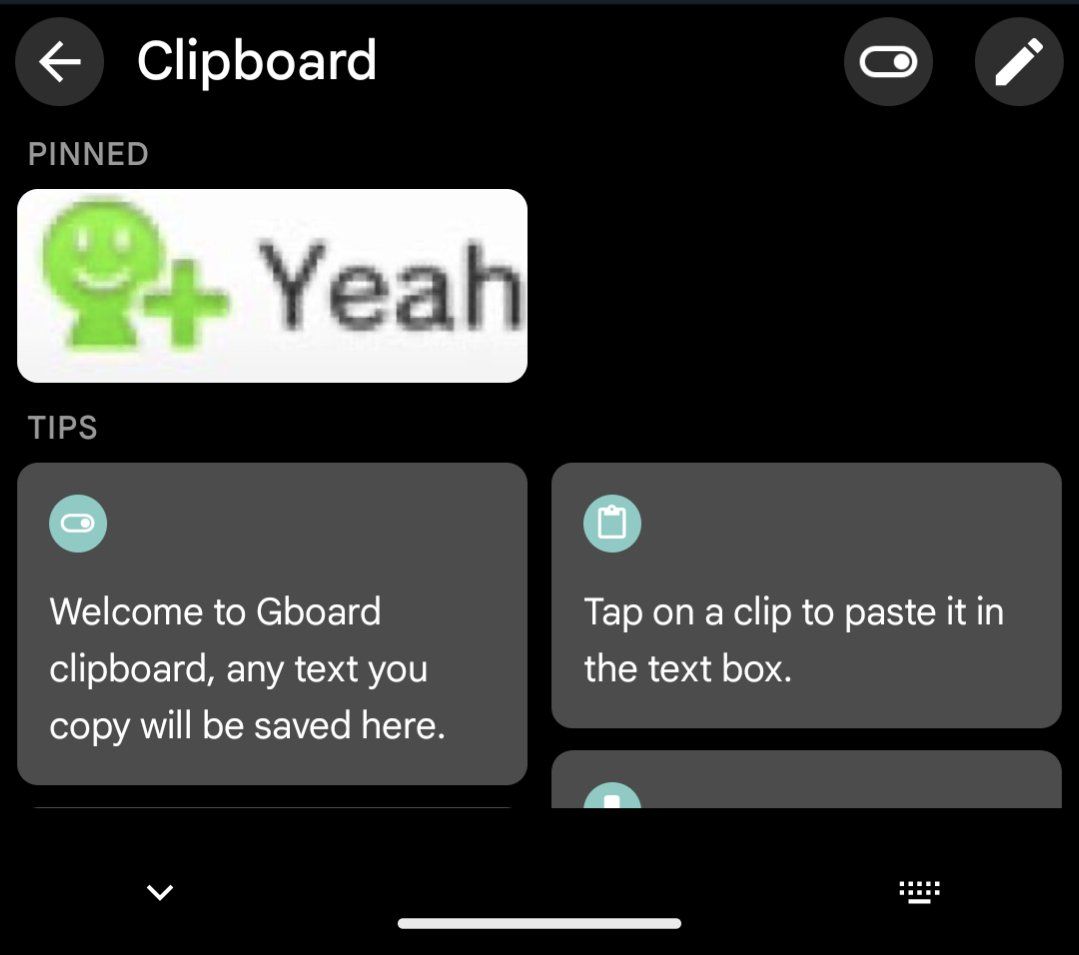 Clipboard
PINNED
Yeah
TIPS
Welcome to Gboard
clipboard, any text you
copy will be saved here.
Tap on a clip to paste it in
the text box.